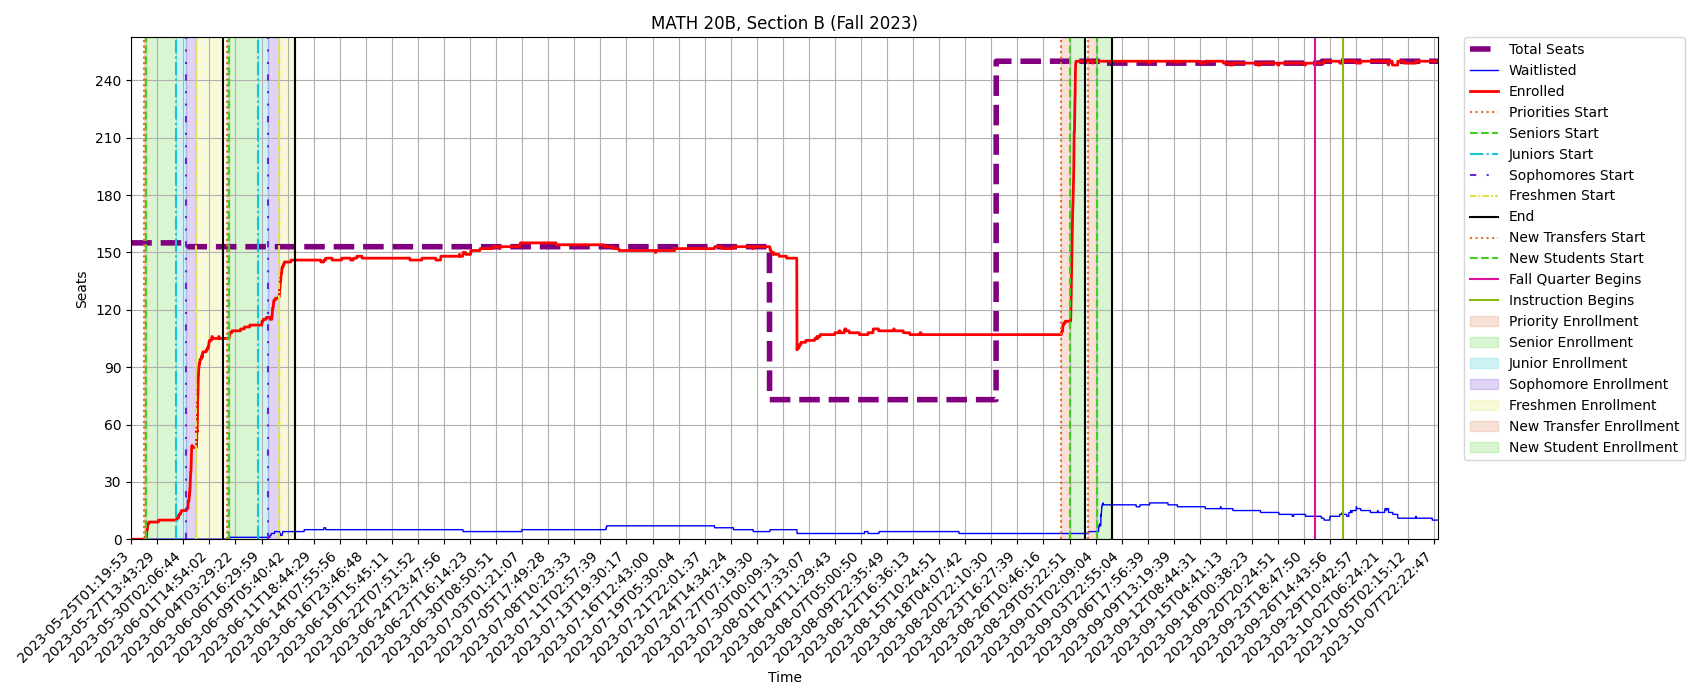 MATH 20B, Section B (Fall 2023)
Seats
240
210
180
150
120
90
60
30
0
2023-05-25T01:19:53
2023-05-27T13:43:29
2023-05-30T02:06:44
2023-06-01T14:54:02
2023-06-04T03:29:22
2023-06-06T16:29:59
2023-06-09T05:40:42
2023-06-11T18:44:29
2023-06-14T07:55:56
2023-06-16T23:46:48
2023-06-19T15:45:11
2023-06-22T07:51:52
2023-06-24T23:47:56
2023-06-27T16:14:23
2023-06-30T08:50:51
2023-07-03T01:21:07
2023-07-05T17:49:28
2023-07-08T10:23:33
2023-07-11T02:57:39
2023-07-13T19:30:17
2023-07-16T12:43:00
2023-07-19T05:30:04
2023-07-21T22:01:37
2023-07-24T14:34:24
2023-07-27T07:19:30
2023-07-30T00:09:31
2023-08-01T17:33:07
2023-08-04T11:29:43
2023-08-07T05:00:50
2023-08-09T22:35:49
2023-08-12T16:36:13
2023-08-15T10:24:51
2023-08-18T04:07:42
2023-08-20T22:10:30
2023-08-23T16:27:39
2023-08-26T10:46:16
2023-08-29T05:22:51
2023-09-01T02:09:04
2023-09-03T22:55:04
2023-09-06T17:56:39
2023-09-09T13:19:39
2023-09-12T08:44:31
2023-09-15T04:41:13
2023-09-18T00:38:23
2023-09-20T20:24:51
2023-09-23T18:47:50
2023-09-26T14:43:56
2023-09-29T10:42:57
2023-10-02T06:24:21
2023-10-05T02:15:12
2023-10-07T22:22:47
Time
Total Seats
Waitlisted
Enrolled
Priorities Start
Seniors Start
Juniors Start
Sophomores Start
Freshmen Start
End
New Transfers Start
New Students Start
Fall Quarter Begins
Instruction Begins
Priority Enrollment
Senior Enrollment
Junior Enrollment
Sophomore Enrollment
Freshmen Enrollment
New Transfer Enrollment
New Student Enrollment